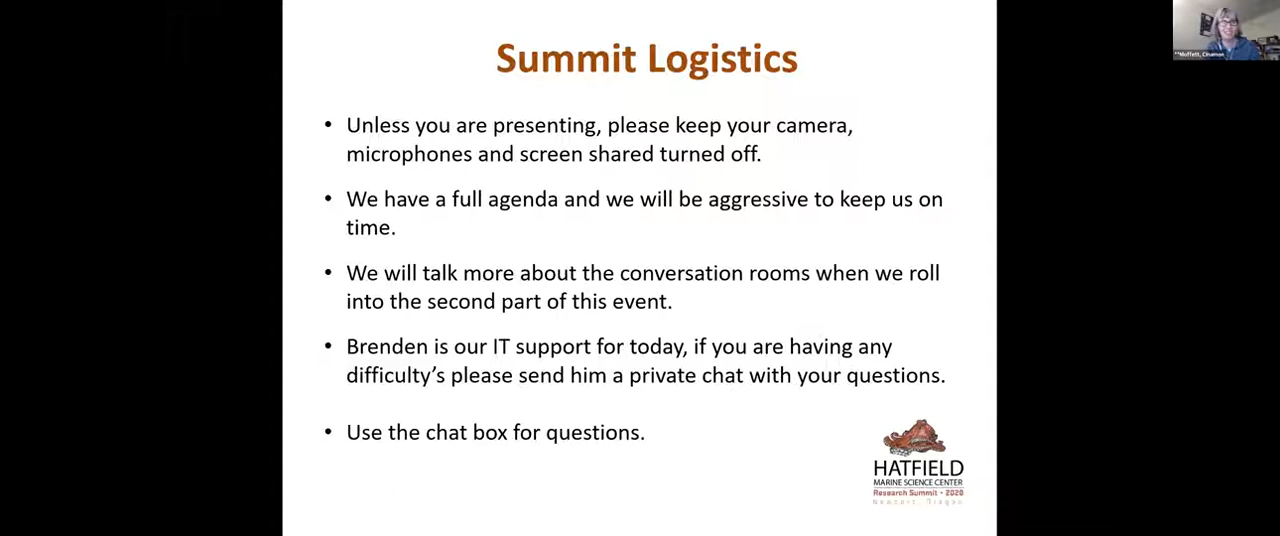 Summit Logistics
**Moffett, Cinamon
• Unless you are presenting, please keep your camera,
microphones and screen shared turned off.
• We have a full agenda and we will be aggressive to keep us on
time.
• We will talk more about the conversation rooms when we roll
into the second part of this event.
• Brenden is our IT support for today, if you are having any
difficulty’s please send him a private chat with your questions.
• Use the chat box for questions.
HATFIELD
MARINE SCIENCE CENTER
Research Summit • 2020
Newport, Oregon